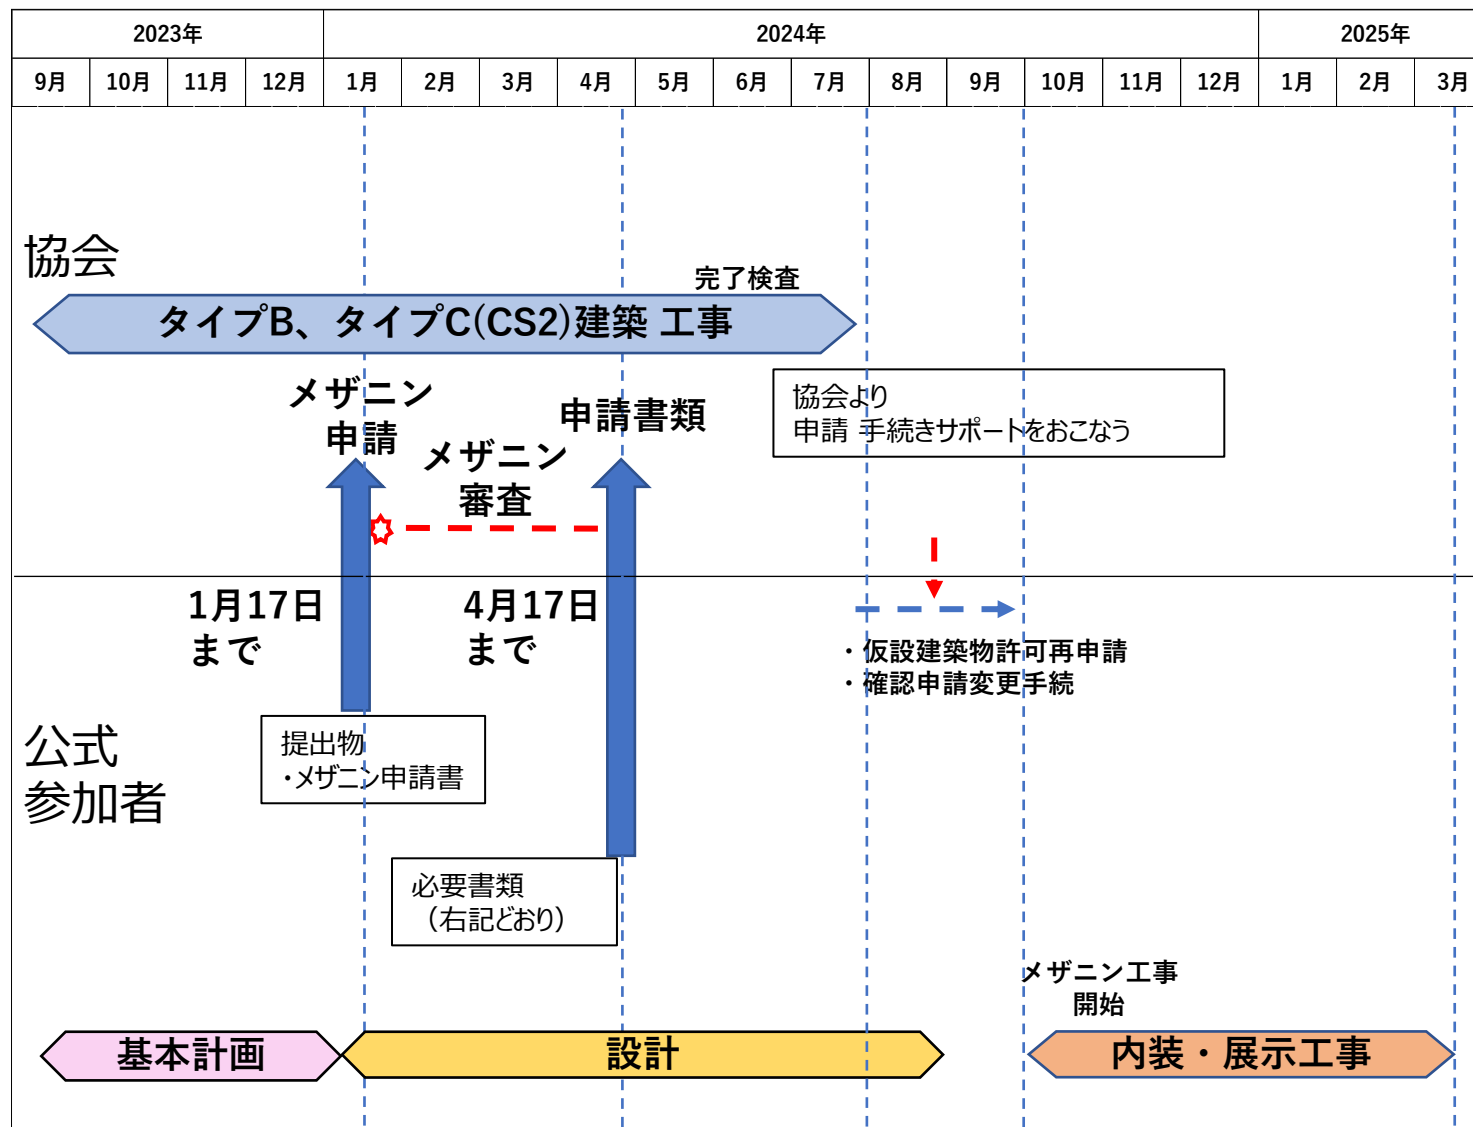 2023年
2024年
2025年
9月
10月
11月
12月
1月
2月
3月
4月
5月
6月
7月
8月
9月
10月
11月
12月
1月
2月
3月
協会
完了検査
タイプB、タイプC(CS2)建築 工事
メザニン
申請
メザニン
審査
申請書類
協会より
申請 手続きサポートをおこなう
1月17日
まで
4月17日
まで
・仮設建築物許可再申請
・確認申請変更手続
公式
参加者
提出物
・メザニン申請書
必要書類
（右記どおり）
メザニン工事
開始
基本計画
設計
内装・展示工事